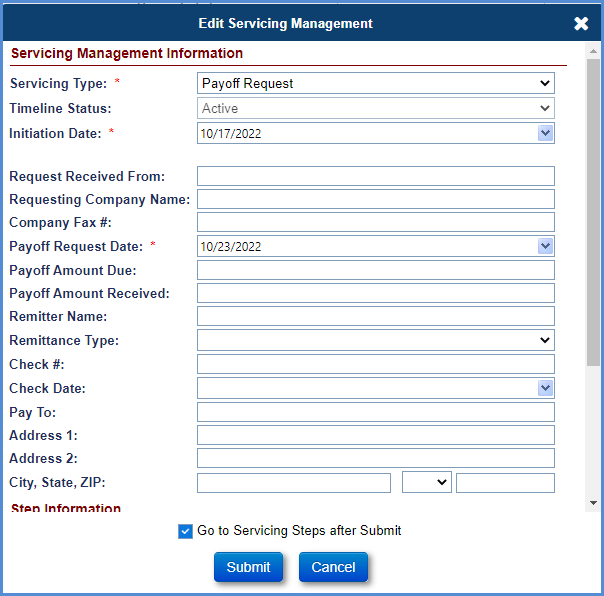 Edit Servicing Management
Servicing Management Information
Servicing Type: * Payoff Request
Timeline Status: Active
Initiation Date: * 10/17/2022
Request Received From:
Requesting Company Name:
Company Fax #:
Payoff Request Date: * 10/23/2022
Payoff Amount Due:
Payoff Amount Received:
Remitter Name:
Remittance Type:
Check #:
Check Date:
Pay To:
Address 1:
Address 2:
City, State, ZIP:
Step Information
Go to Servicing Steps after Submit
Submit Cancel